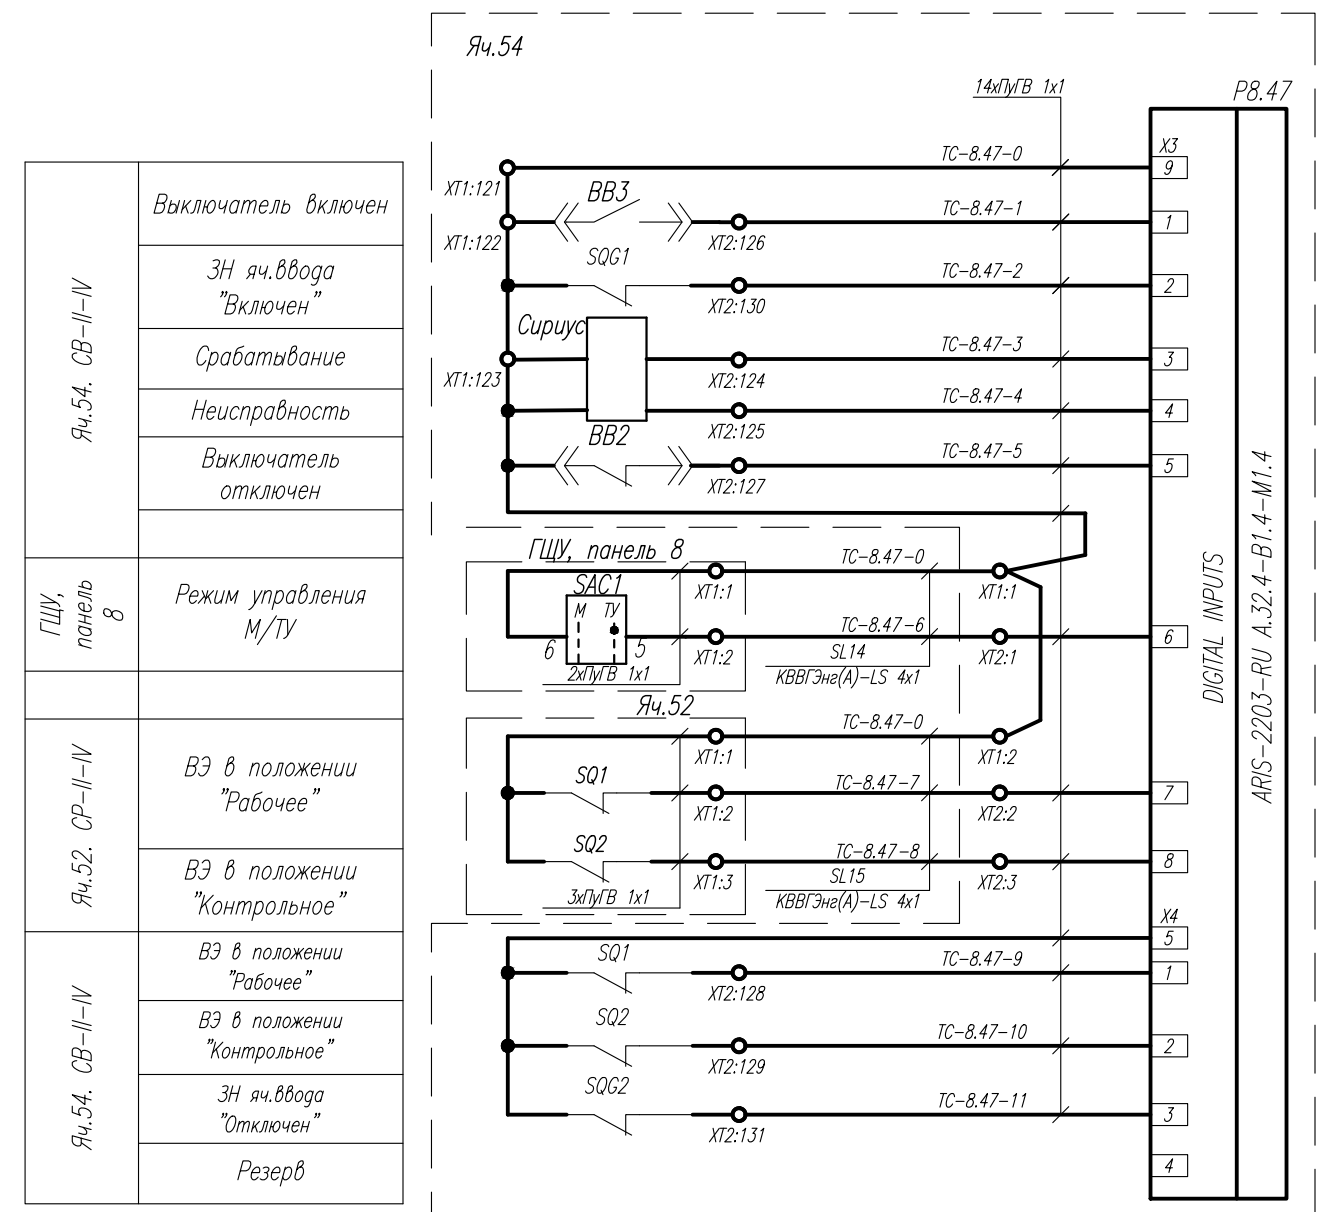 Яч.54
14хПуГВ 1х1
Р8.47
Яч.54. СВ-II-IV
Выключатель включен
ЗН яч.ввода
"Включен"
Срабатывание
Неисправность
Выключатель
отключен
ГЩУ,
панель
8
Режим управления
М/ТУ
Яч.52. СР-II-IV
ВЭ в положении
"Рабочее"
ВЭ в положении
"Контрольное"
Яч.54. СВ-II-IV
ВЭ в положении
"Рабочее"
ВЭ в положении
"Контрольное"
ЗН яч.ввода
"Отключен"
Резерв
ТС-8.47-0
X3
9
XT1:121
BB3
ТС-8.47-1
1
XT1:122
XT2:126
SQG1
ТС-8.47-2
2
XT2:130
Сириус
ТС-8.47-3
3
XT1:123
XT2:124
ТС-8.47-4
4
XT2:125
BB2
ТС-8.47-5
5
XT2:127
ГЩУ, панель 8
ТС-8.47-0
SAC1
XT1:1
XT1:1
М ТУ
ТС-8.47-6
6
6 5
XT1:2
SL14
XT2:1
2хПуГВ 1х1
КВВГЭнг(А)-LS 4х1
Яч.52
ТС-8.47-0
XT1:1
XT1:2
SQ1
ТС-8.47-7
7
XT1:2
XT2:2
SQ2
ТС-8.47-8
8
XT1:3
SL15
XT2:3
3хПуГВ 1х1
КВВГЭнг(А)-LS 4х1
X4
5
SQ1
ТС-8.47-9
1
XT2:128
SQ2
ТС-8.47-10
2
XT2:129
SQG2
ТС-8.47-11
3
XT2:131
4
DIGITAL INPUTS
ARIS-2203-RU A.32.4-B1.4-M1.4